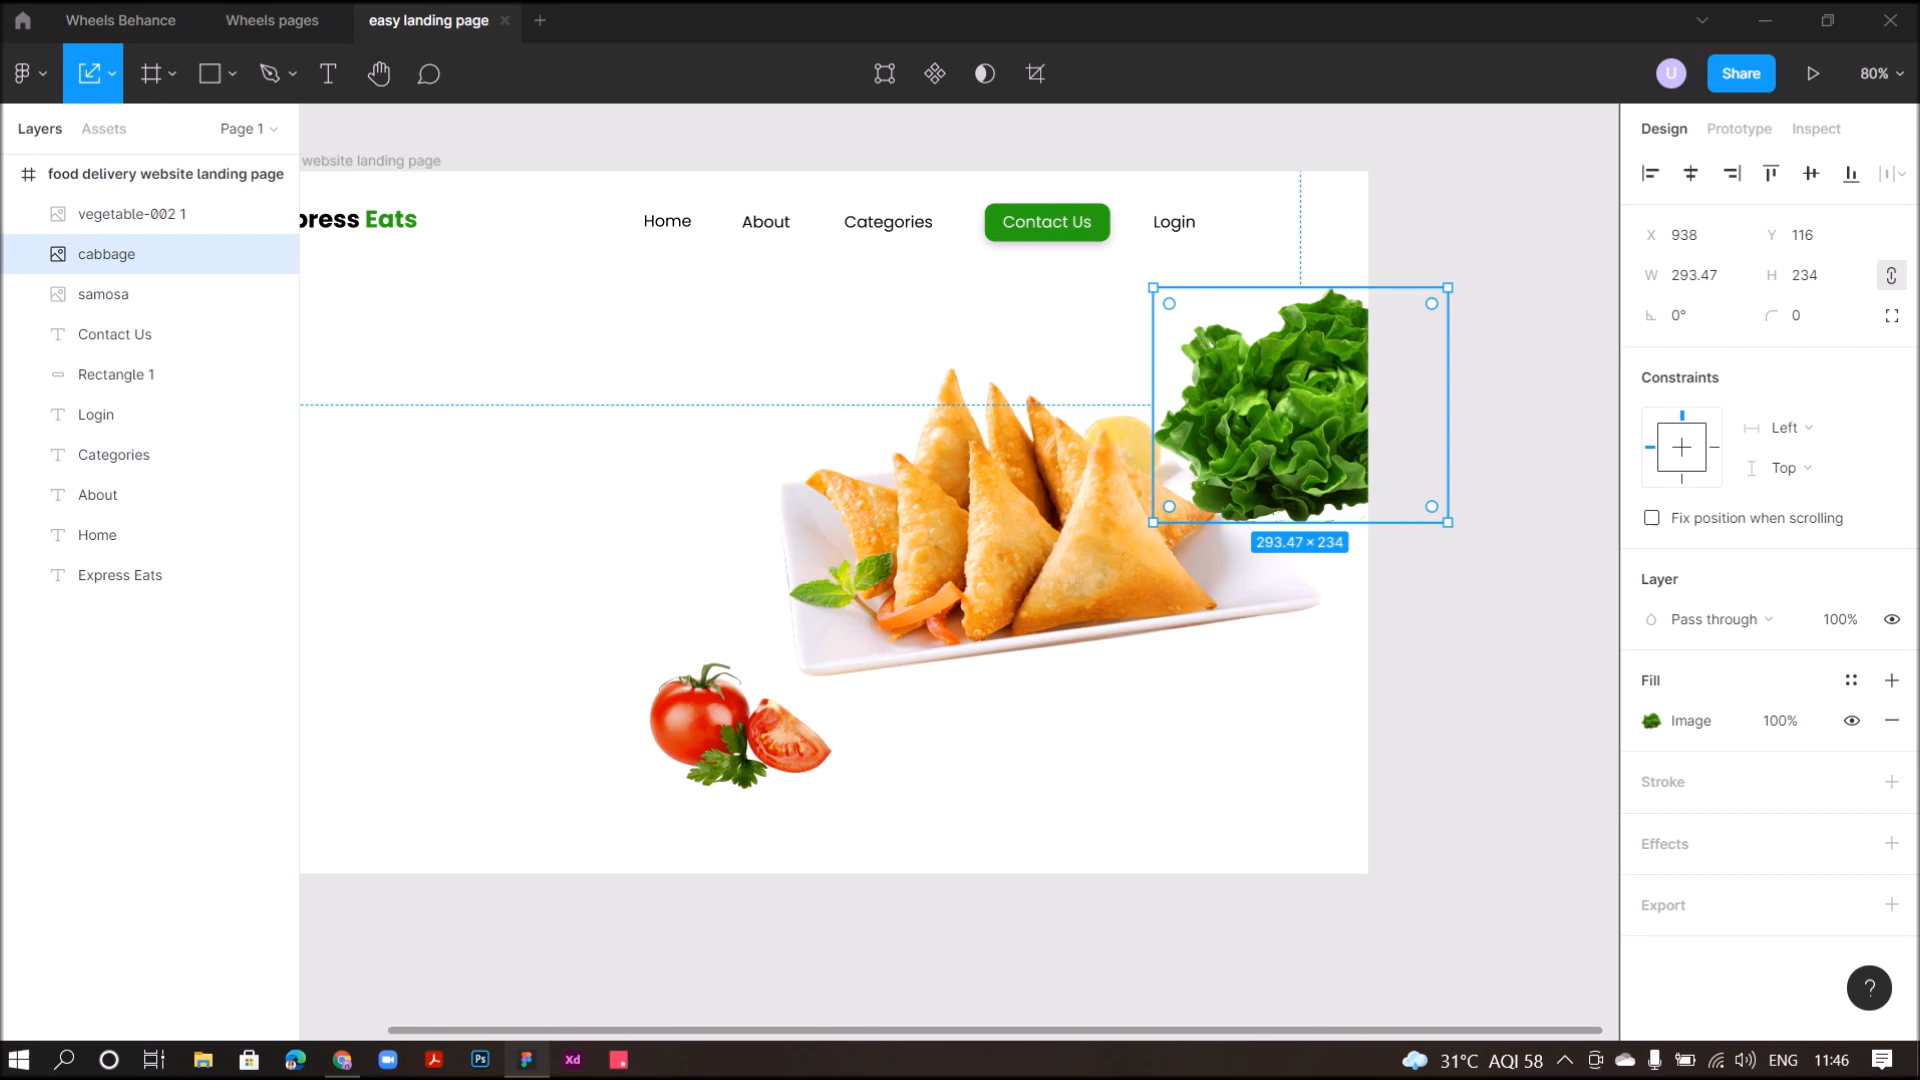 Wheels Behance
Wheels pages
easy landing page
U
Share
80%
Layers
Assets
Page 1
food delivery website landing page
vegetable-002 1
cabbage
samosa
Contact Us
Rectangle 1
Login
Categories
About
Home
Express Eats
website landing page
press Eats
Home
About
Categories
Contact Us
Login
293.47 × 234
Design
Prototype
Inspect
X 938
Y 116
W 293.47
H 234
0°
0
Constraints
Left
Top
Fix position when scrolling
Layer
Pass through
100%
Fill
Image
100%
Stroke
Effects
Export
?
Ps
Xd
31°C AQI 58
ENG
11:46